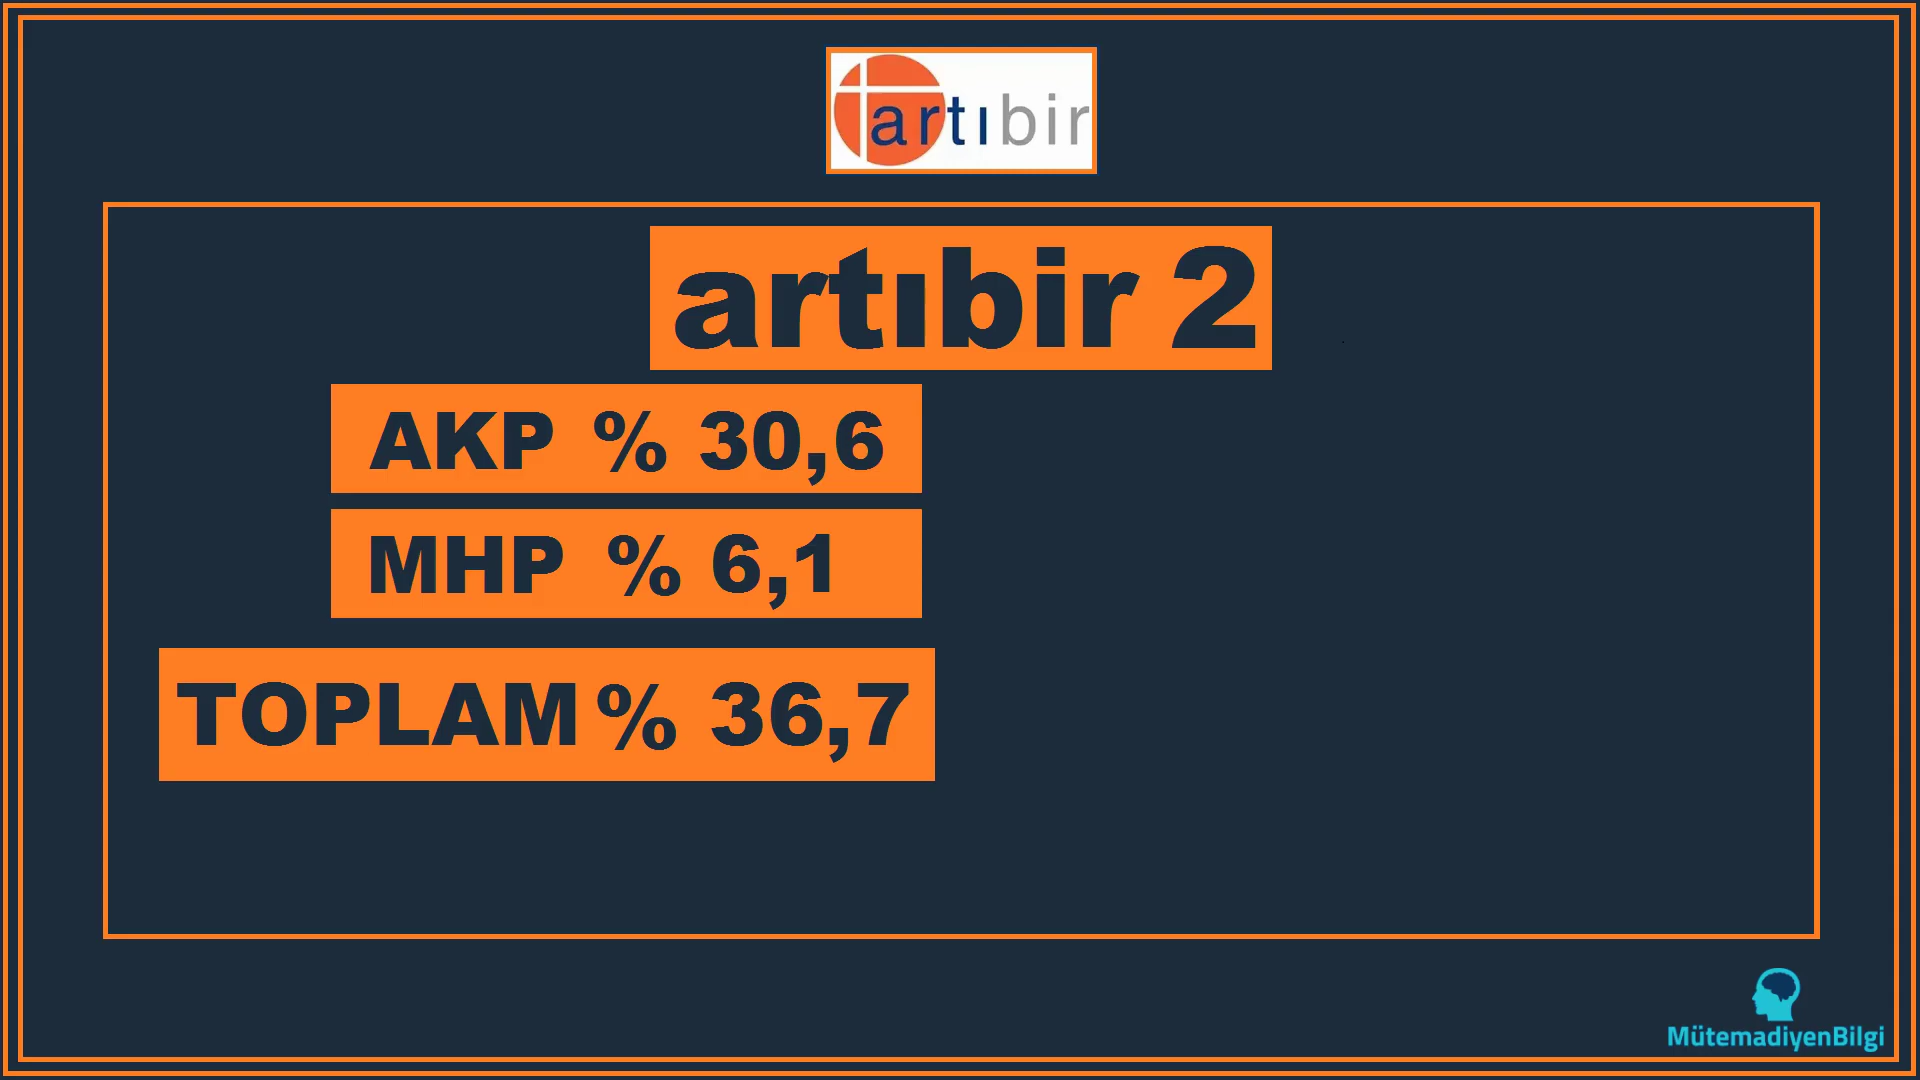 artıbir
artıbir 2
AKP % 30,6
MHP % 6,1
TOPLAM % 36,7
MütemadiyenBilgi